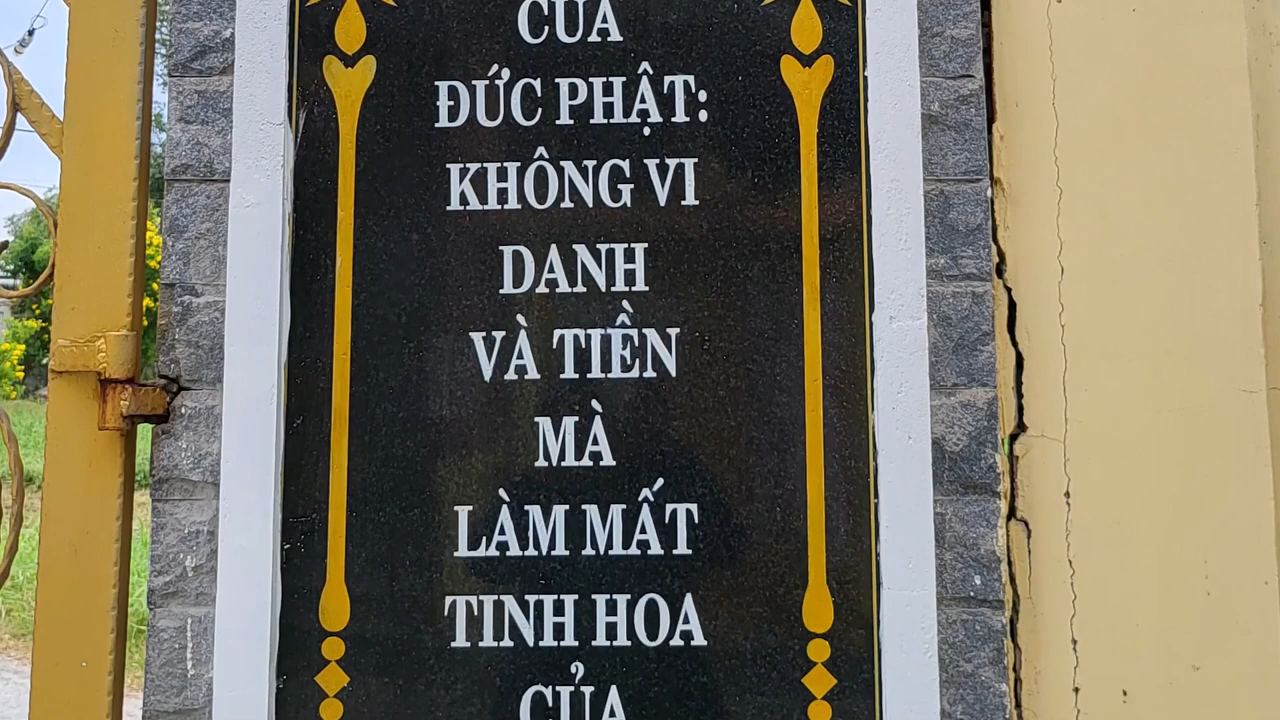 CỦA
ĐỨC PHẬT:
KHÔNG VI
DANH
VÀ TIỀN
MÀ
LÀM MẤT
TINH HOA
CỦA